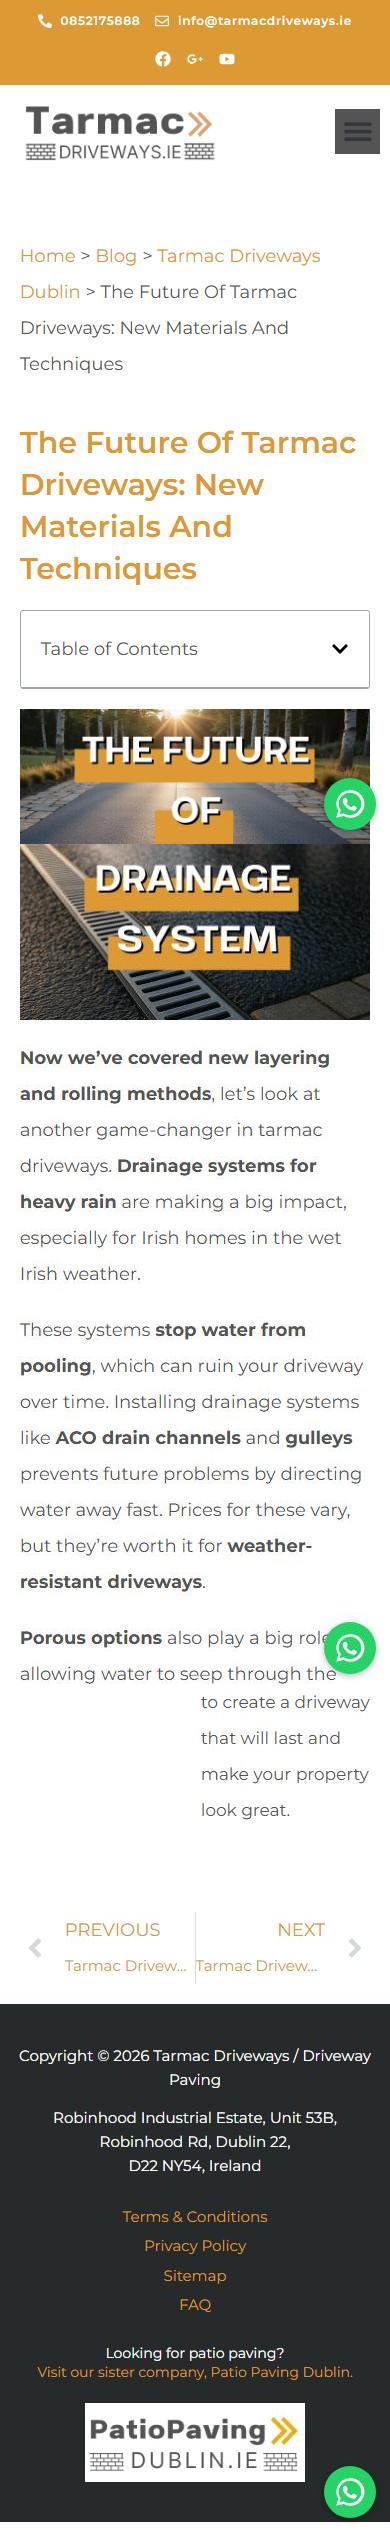 0852175888 info@tarmacdriveways.ie
Tarmac
DRIVEWAYS.IE
Home > Blog > Tarmac Driveways
Dublin > The Future Of Tarmac
Driveways: New Materials And
Techniques
The Future Of Tarmac
Driveways: New
Materials And
Techniques
Table of Contents
THE FUTURE
OF
DRAINAGE
SYSTEM
Now we’ve covered new layering
and rolling methods, let’s look at
another game-changer in tarmac
driveways. Drainage systems for
heavy rain are making a big impact,
especially for Irish homes in the wet
Irish weather.
These systems stop water from
pooling, which can ruin your driveway
over time. Installing drainage systems
like ACO drain channels and gulleys
prevents future problems by directing
water away fast. Prices for these vary,
but they’re worth it for weather-
resistant driveways.
Porous options also play a big role
allowing water to seep through the
to create a driveway
that will last and
make your property
look great.
PREVIOUS
Tarmac Drivew...
NEXT
Tarmac Drivew...
Copyright © 2026 Tarmac Driveways / Driveway
Paving
Robinhood Industrial Estate, Unit 53B,
Robinhood Rd, Dublin 22,
D22 NY54, Ireland
Terms & Conditions
Privacy Policy
Sitemap
FAQ
Looking for patio paving?
Visit our sister company, Patio Paving Dublin.
PatioPaving
DUBLIN.IE